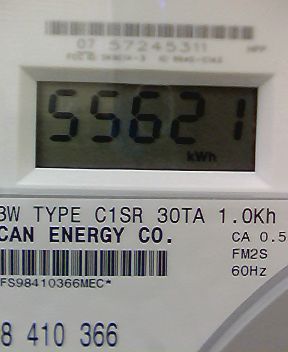 07 57245311
55621
kWh
3W TYPE C1SR 30TA 1.0Kh
CAN ENERGY CO.
CA 0.5
FM2S
60Hz
FS98410366MEC*
8 410 366